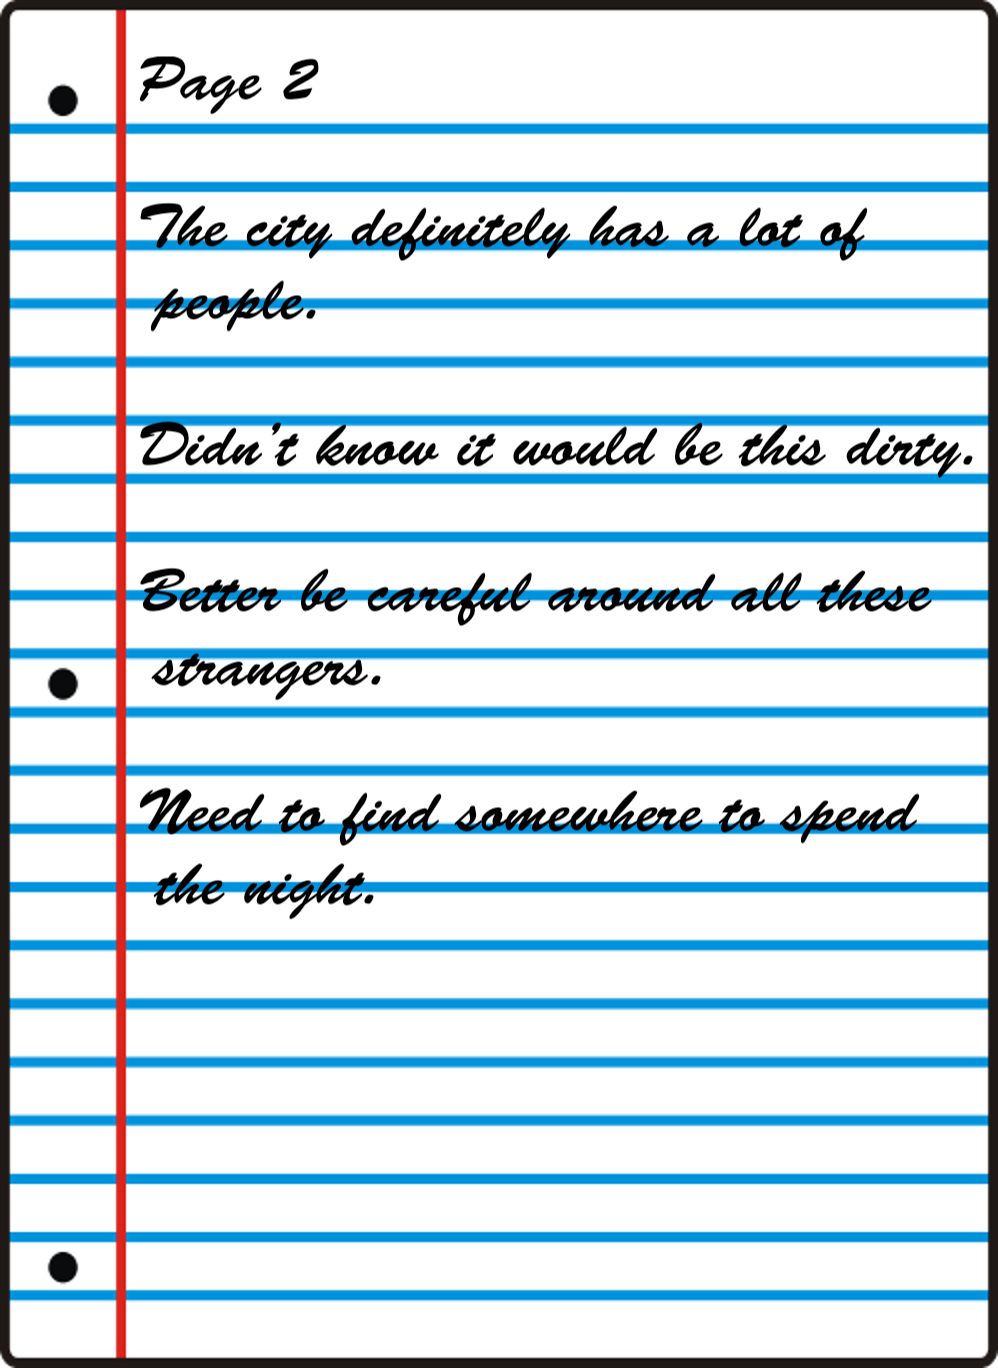 Page 2
The city definitely has a lot of
people.
Didn't know it would be this dirty.
Better be careful around all these
strangers.
Need to find somewhere to spend
the night.